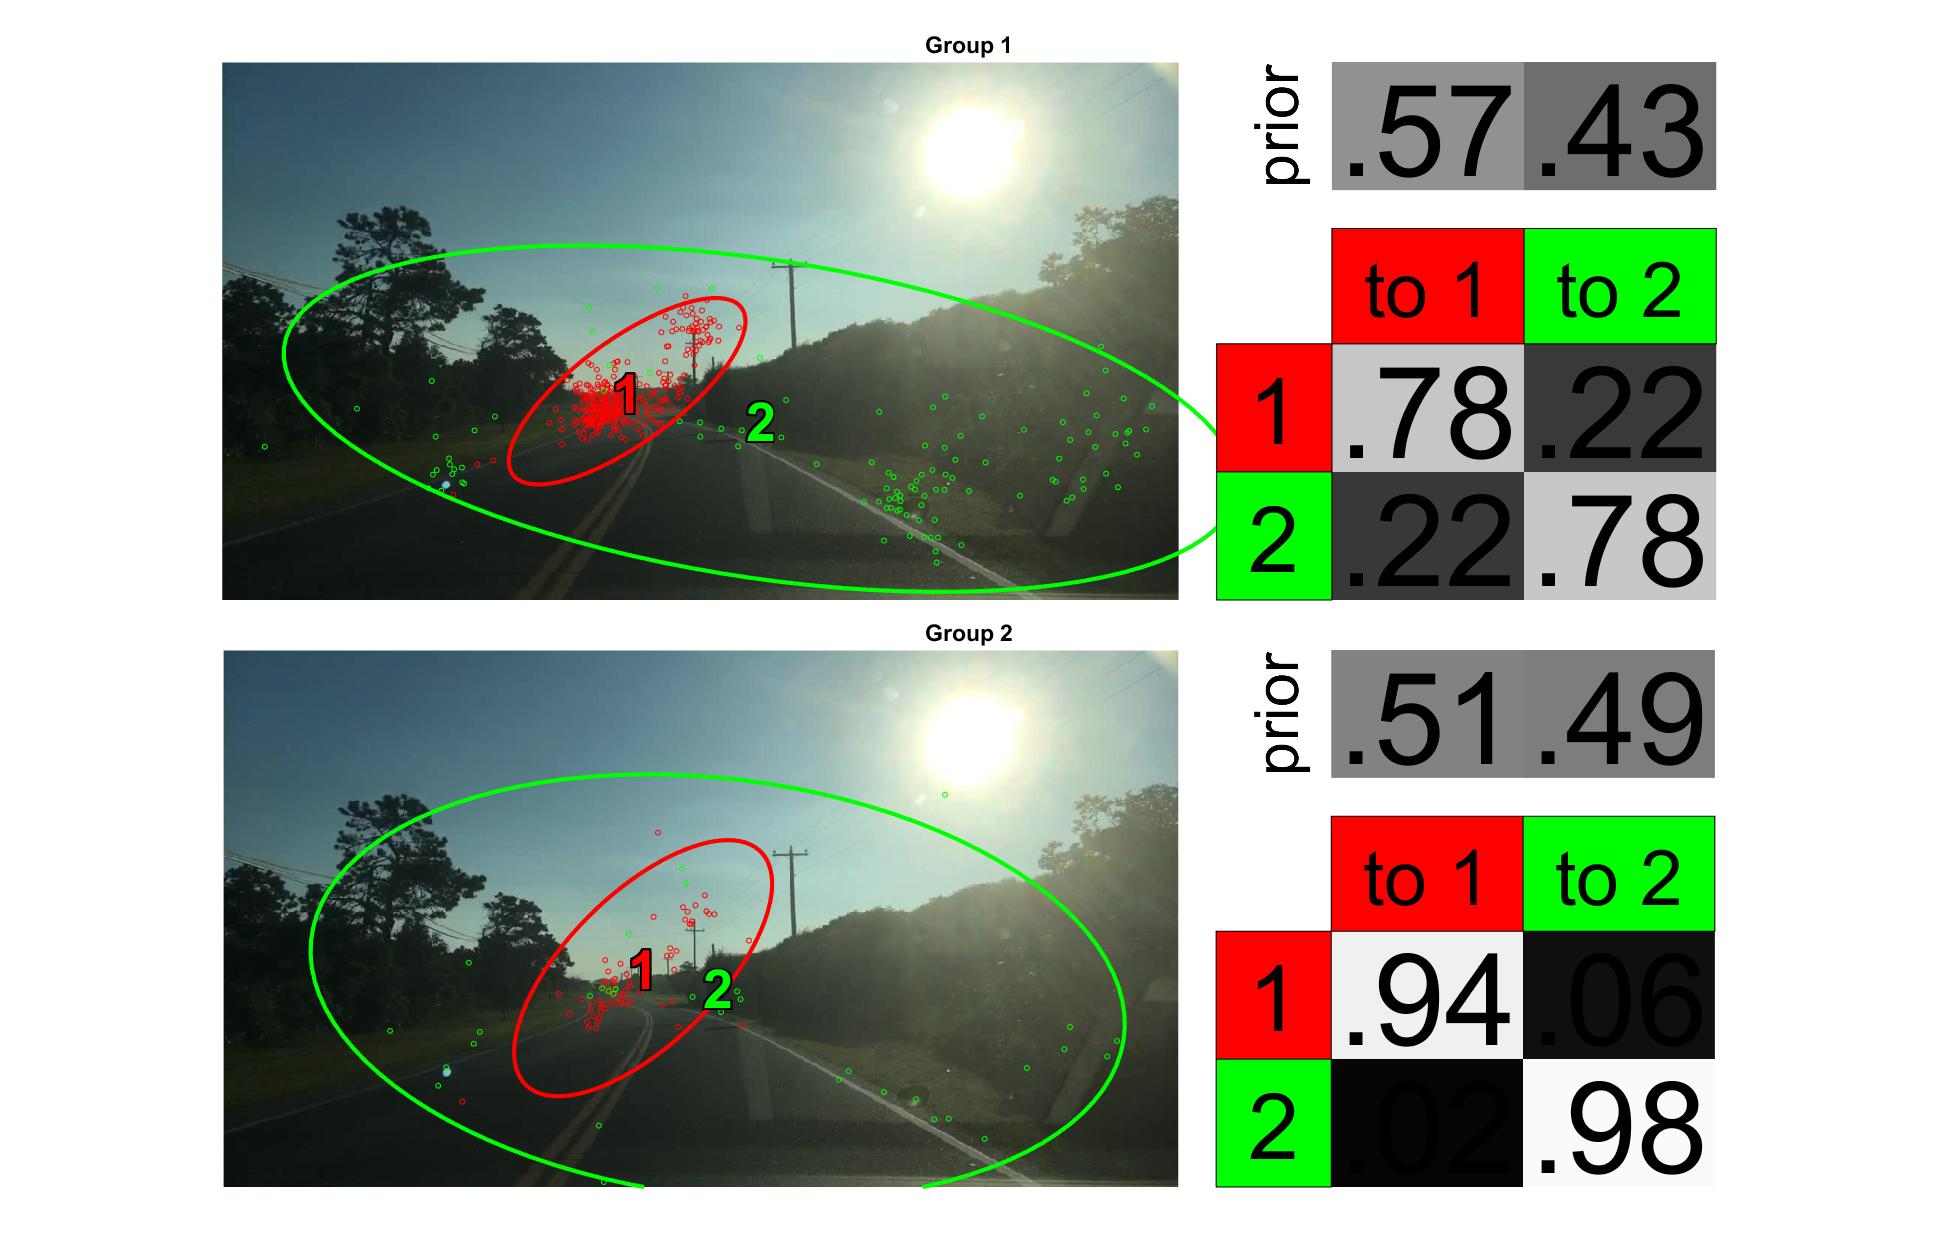 Group 1
prior .57 .43
to 1 to 2
1 .78 .22
2 .22 .78
1
2
Group 2
prior .51 .49
to 1 to 2
1 .94 .06
2 .02 .98
1
2